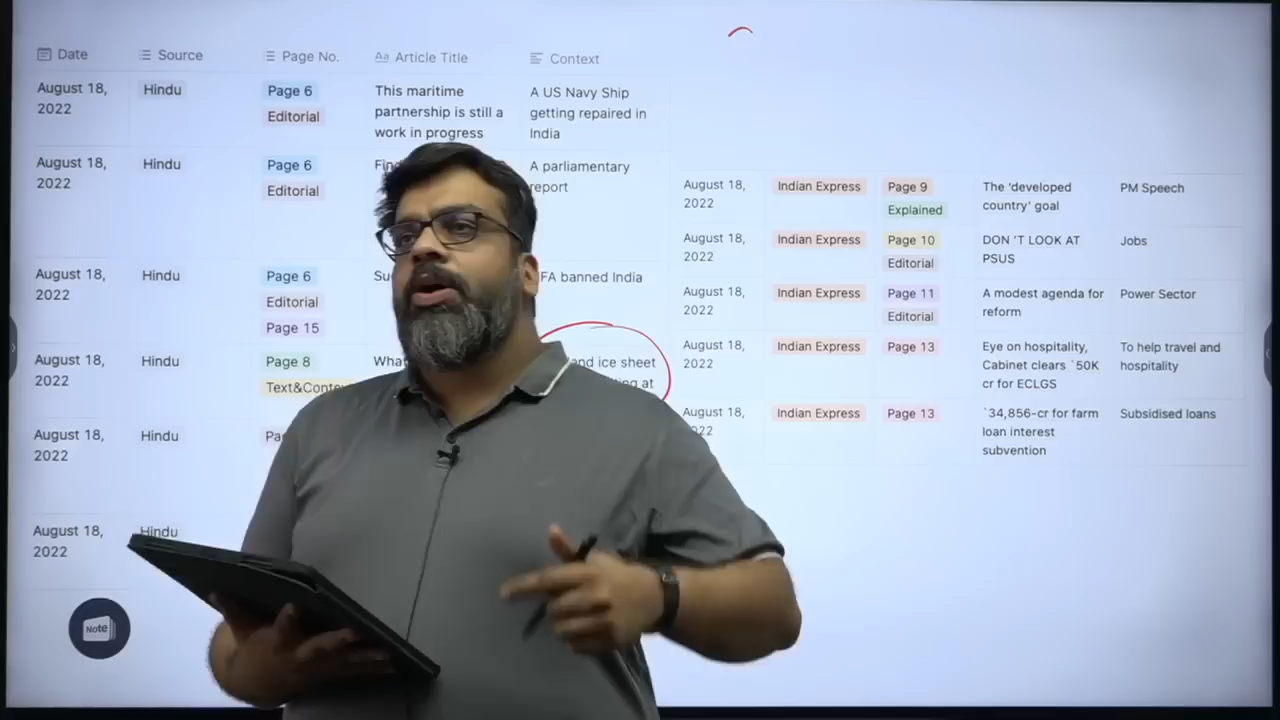 Date Source Page No. Article Title Context
August 18, Hindu Page 6 This maritime A US Navy Ship
2022 Editorial partnership is still a getting repaired in
work in progress India
August 18, Hindu Page 6 A parliamentary
2022 Editorial report
August 18, Hindu Page 6 banned India
2022 Editorial
Page 15
August 18, Hindu Page 8 and ice sheet
2022 at
August 18, Hindu
2022
August 18, Hindu
2022
Note
August 18, Indian Express Page 9 The ‘developed PM Speech
2022 Explained country’ goal
August 18, Indian Express Page 10 DON ’T LOOK AT Jobs
2022 Editorial PSUS
August 18, Indian Express Page 11 A modest agenda for Power Sector
2022 Editorial reform
August 18, Indian Express Page 13 Eye on hospitality, To help travel and
2022 Cabinet clears `50K hospitality
cr for ECLGS
August 18, Indian Express Page 13 `34,856-cr for farm Subsidised loans
loan interest
subvention